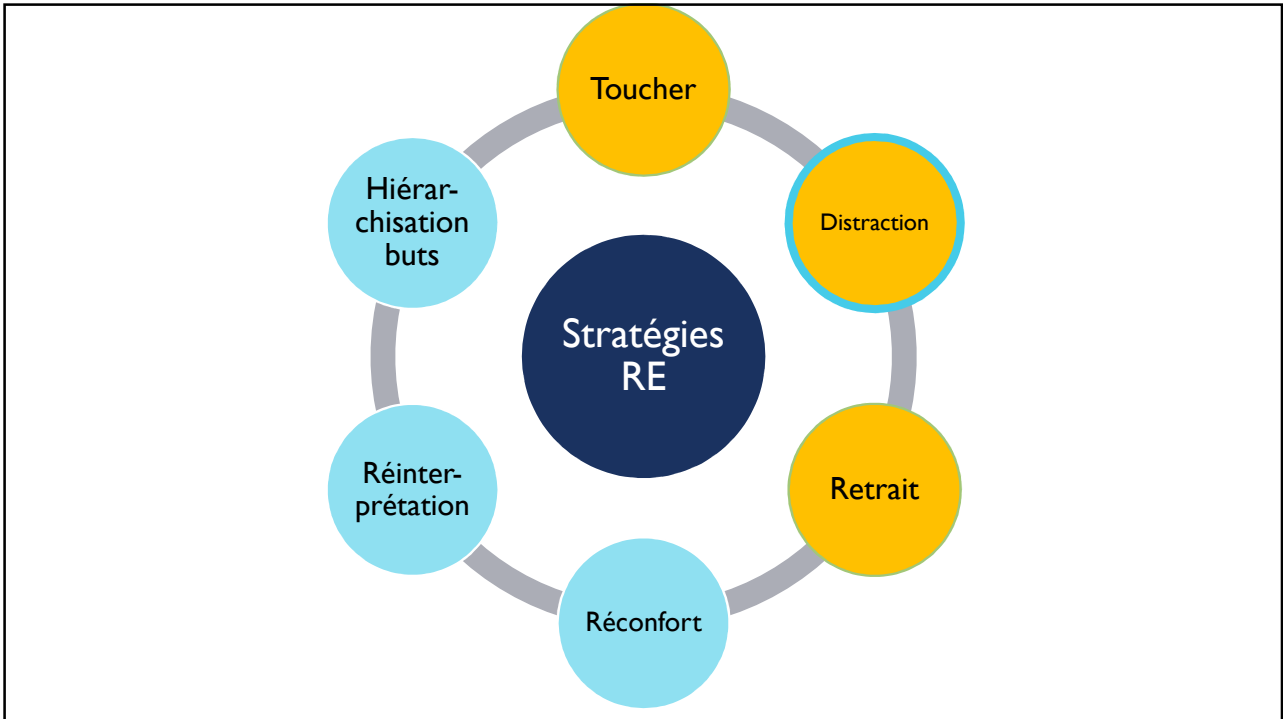 Toucher
Distraction
Retrait
Réconfort
Réinter-
prétation
Hiérar-
chisation
buts
Stratégies
RE